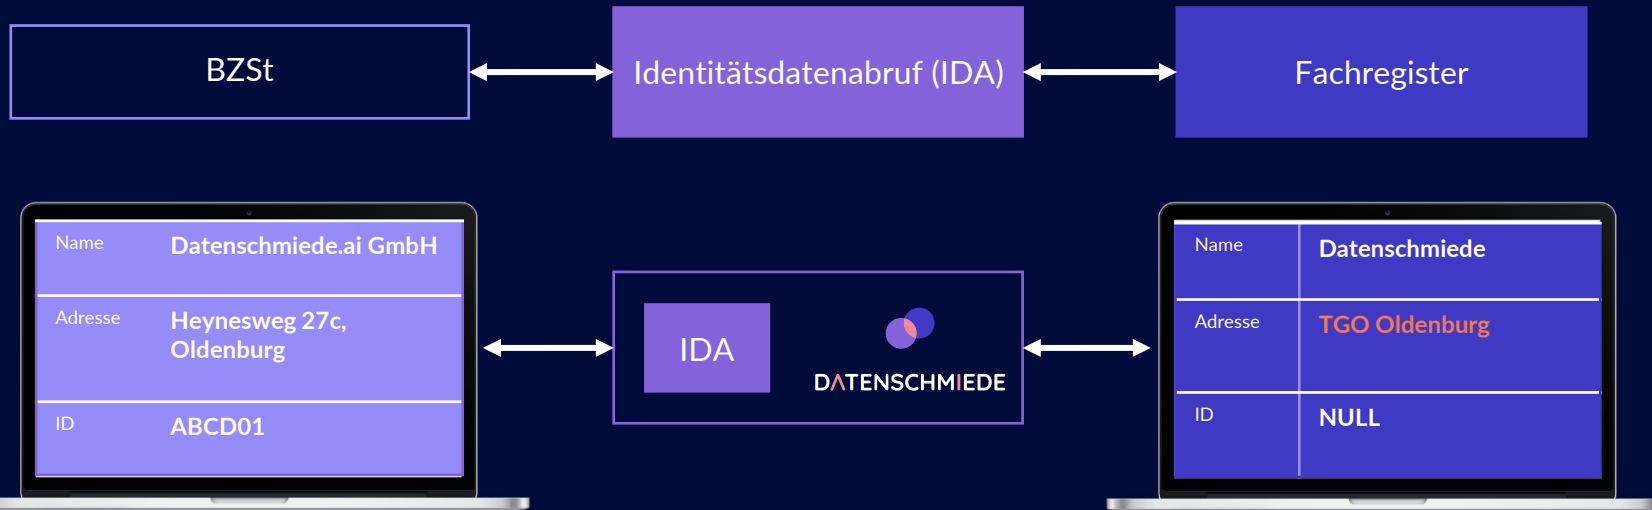 BZSt
Identitätsdatenabruf (IDA)
Fachregister
Name
Datenschmiede.ai GmbH
Adresse
Heynesweg 27c,
Oldenburg
ID
ABCD01
IDA
DATENSCHMIEDE
Name
Datenschmiede
Adresse
TGO Oldenburg
ID
NULL